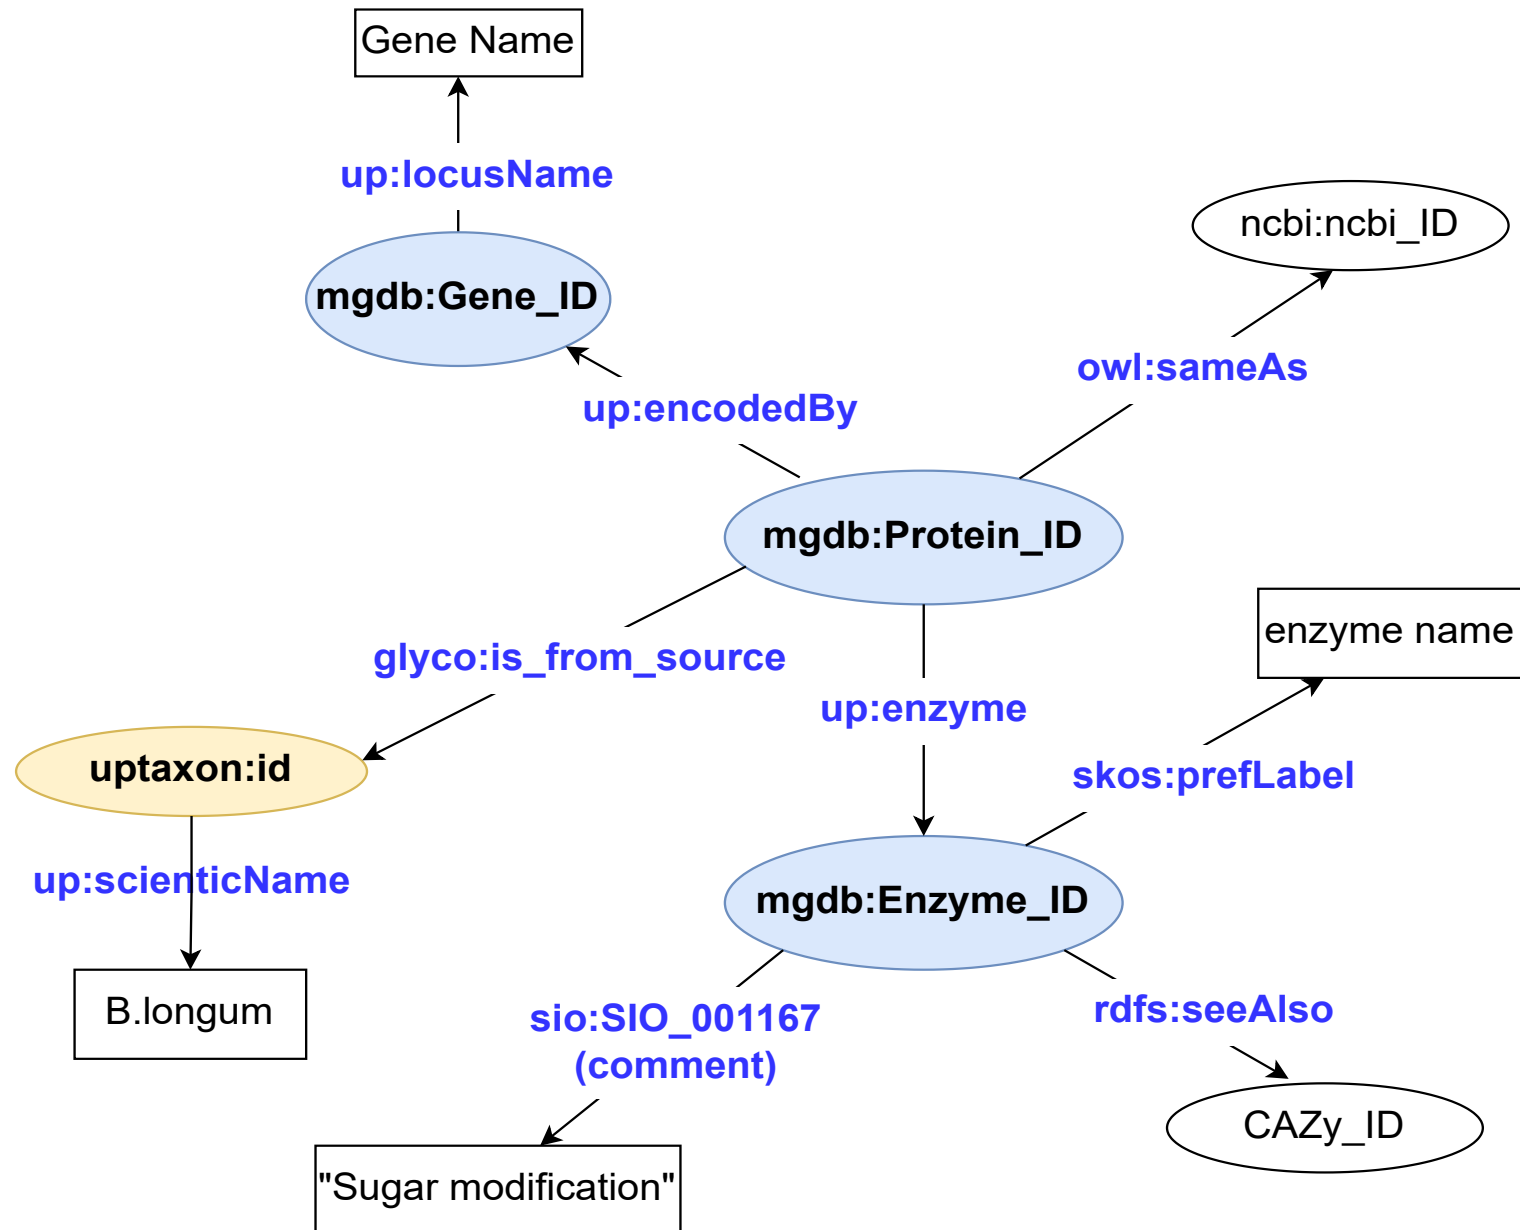 Gene Name
up:locusName
ncbi:ncbi_ID
mgdb:Gene_ID
owl:sameAs
up:encodedBy
mgdb:Protein_ID
enzyme name
glyco:is_from_source
up:enzyme
uptaxon:id
skos:prefLabel
up:scienticName
mgdb:Enzyme_ID
B.longum
sio:SIO_001167
(comment)
rdfs:seeAlso
CAZy_ID
"Sugar modification"